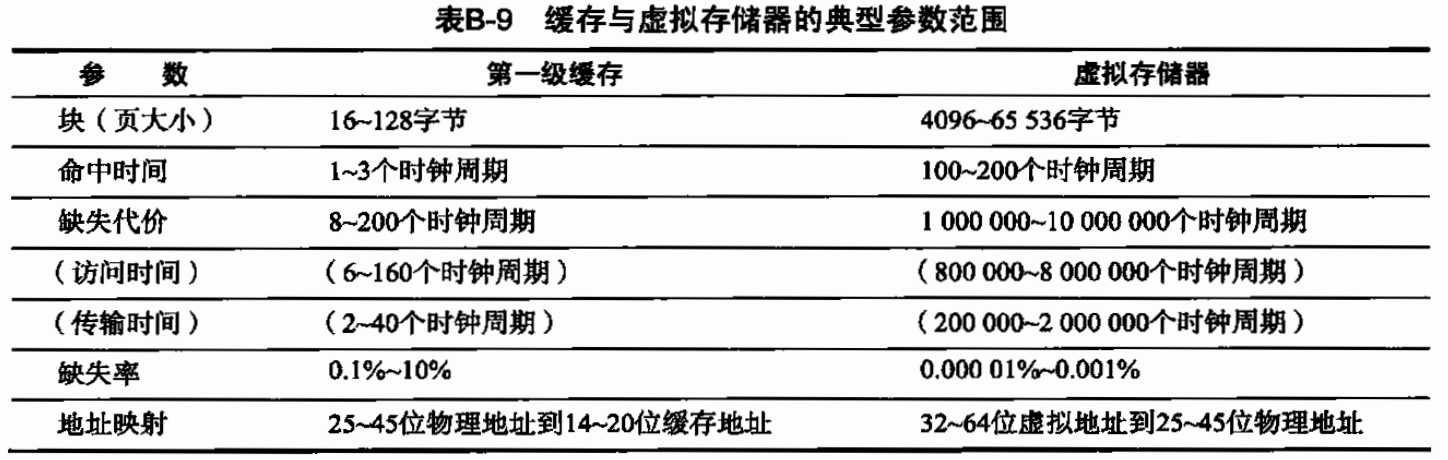 表B-9 缓存与虚拟存储器的典型参数范围
参 数 第一级缓存 虚拟存储器
块（页大小） 16~128字节 4096~65 536字节
命中时间 1~3个时钟周期 100~200个时钟周期
缺失代价 8~200个时钟周期 1 000 000~10 000 000个时钟周期
（访问时间） （6~160个时钟周期） （800 000~8 000 000个时钟周期）
（传输时间） （2~40个时钟周期） （200 000~2 000 000个时钟周期）
缺失率 0.1%~10% 0.000 01%~0.001%
地址映射 25~45位物理地址到14~20位缓存地址 32~64位虚拟地址到25~45位物理地址